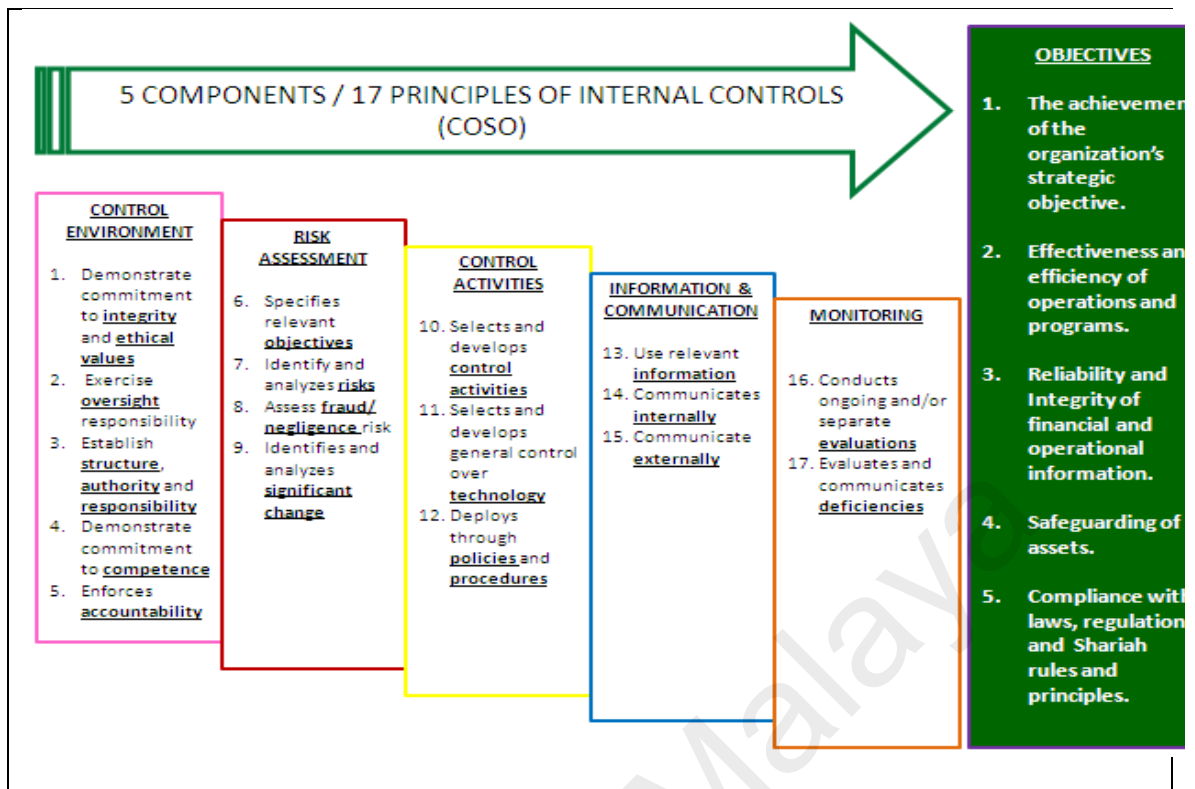 5 COMPONENTS / 17 PRINCIPLES OF INTERNAL CONTROLS
(COSO)
CONTROL
ENVIRONMENT
1. Demonstrate
commitment
to integrity
and ethical
values
2. Exercise
oversight
responsibility
3. Establish
structure,
authority and
responsibility
4. Demonstrate
commitment
to competence
5. Enforces
accountability
RISK
ASSESSMENT
6. Specifies
relevant
objectives
7. Identify and
analyzes risks
8. Assess fraud/
negligence risk
9. Identifies and
analyzes
significant
change
CONTROL
ACTIVITIES
10. Selects and
develops
control
activities
11. Selects and
develops
general control
over
technology
12. Deploys
through
policies and
procedures
INFORMATION &
COMMUNICATION
13. Use relevant
information
14. Communicates
internally
15. Communicate
externally
MONITORING
16. Conducts
ongoing and/or
separate
evaluations
17. Evaluates and
communicates
deficiencies
OBJECTIVES
1. The achievemen
of the
organization's
strategic
objective.
2. Effectiveness an
efficiency of
operations and
programs.
3. Reliability and
Integrity of
financial and
operational
information.
4. Safeguarding of
assets.
5. Compliance with
laws, regulation
and Shariah
rules and
principles.
Malaya